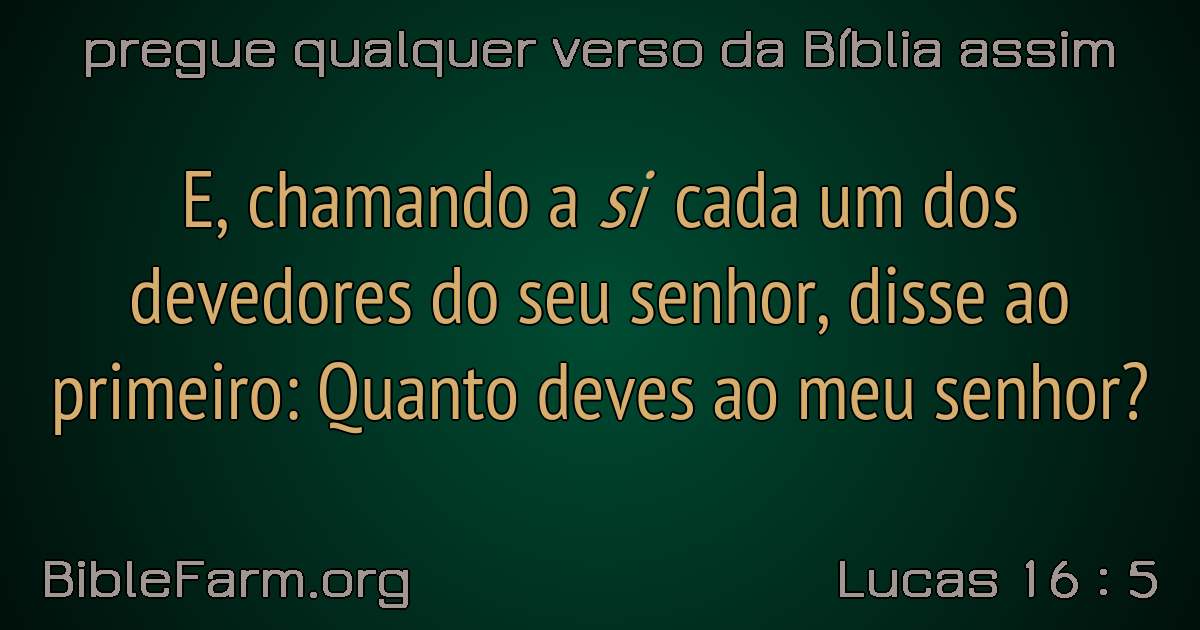 pregue qualquer verso da Bíblia assim
E, chamando a si cada um dos
devedores do seu senhor, disse ao
primeiro: Quanto deves ao meu senhor?
BibleFarm.org
Lucas 16 : 5